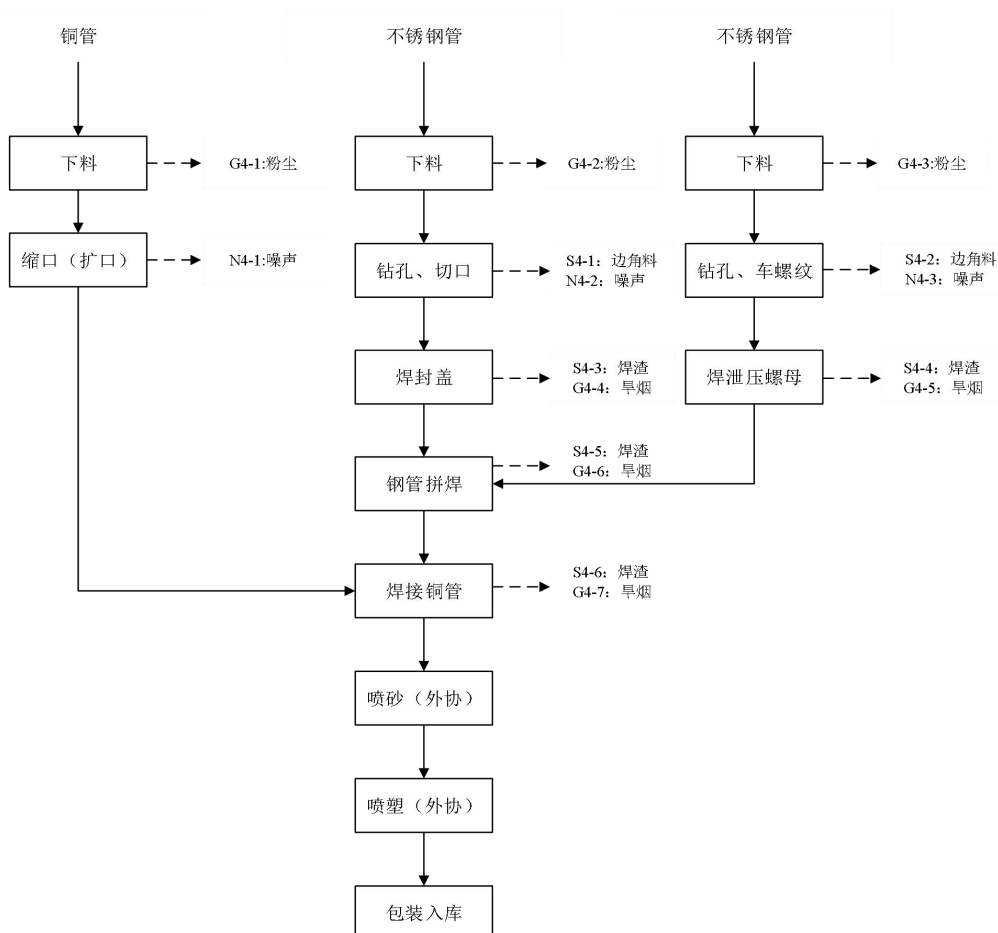 铜管
不锈钢管
不锈钢管
下料
G4-1:粉尘
下料
G4-2:粉尘
下料
G4-3:粉尘
缩口（扩口）
N4-1:噪声
钻孔、切口
S4-1：边角料
N4-2：噪声
钻孔、车螺纹
S4-2：边角料
N4-3：噪声
焊封盖
S4-3：焊渣
G4-4：旱烟
焊泄压螺母
S4-4：焊渣
G4-5：旱烟
钢管拼焊
S4-5：焊渣
G4-6：旱烟
焊接铜管
S4-6：焊渣
G4-7：旱烟
喷砂（外协）
喷塑（外协）
包装入库